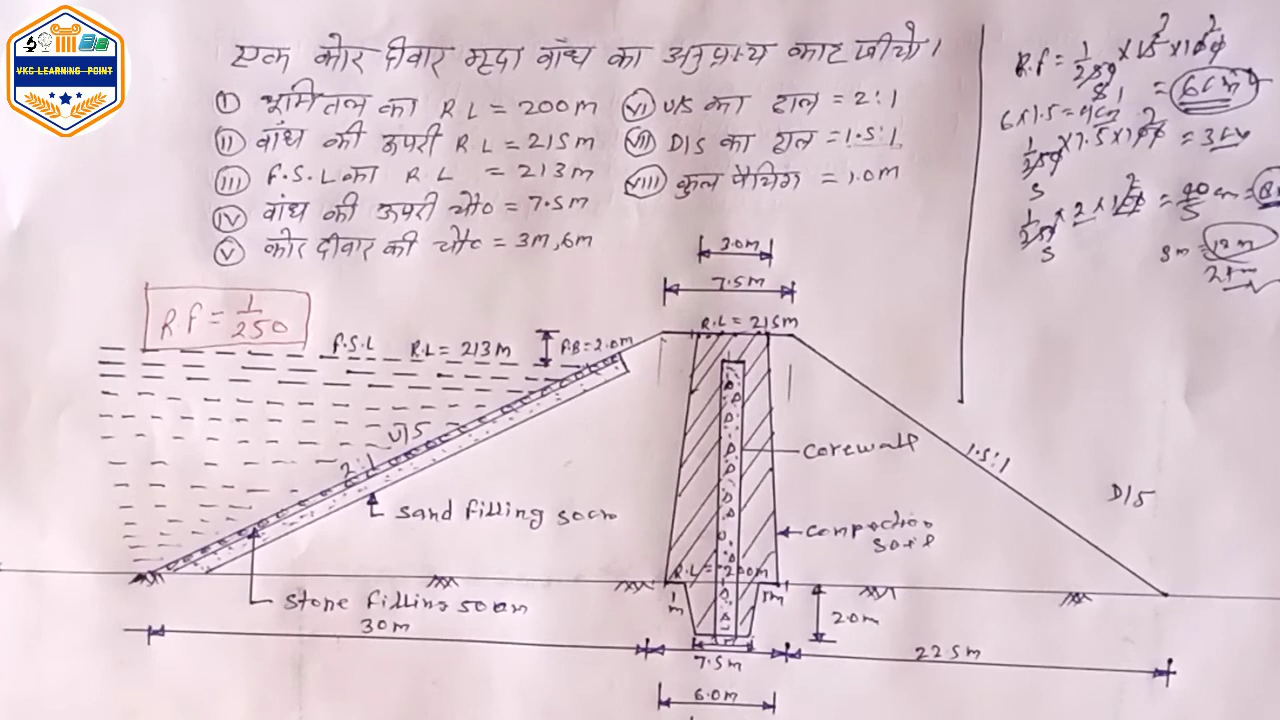 VKG LEARNING POINT
एक कोर दीवार मृदा बांध का अनुप्रस्थ काट खींचो।
I भूमितल का R.L = 200m
II बांध की ऊपरी R.L = 215m
III F.S.L का R.L = 213m
IV बांध की ऊपरी चौ० = 7.5m
V कोर दीवार की चौ० = 3m, 6m
VI U/S का ढाल = 2:1
VII D/S का ढाल = 1.5:1
VIII कुल पैचिंग = 1.0m
R.F = 1/250
3.0m
7.5m
R.L = 215m
F.S.L R.L = 213m
F.B = 2.0m
U/S
2:1
corewall
1.5:1
D/S
sand filling 50cm
compaction soil
R.L = 200m
stone filling 50cm
1m
1m
2.0m
30m
7.5m
22.5m
6.0m